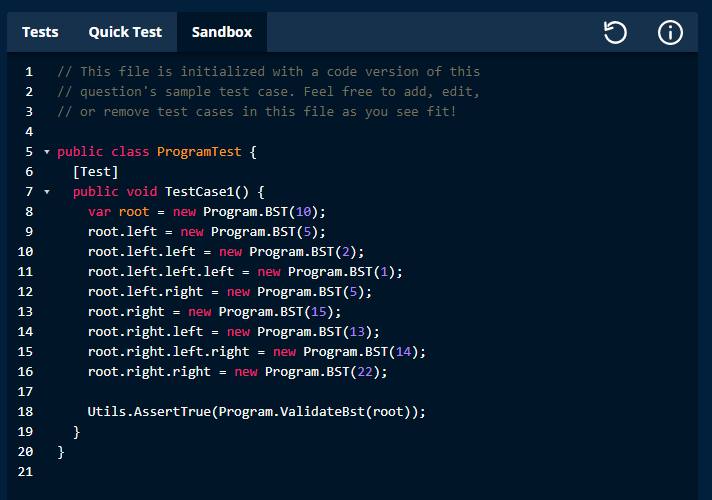 Tests Quick Test Sandbox
1 // This file is initialized with a code version of this
2 // question's sample test case. Feel free to add, edit,
3 // or remove test cases in this file as you see fit!
4
5 public class ProgramTest {
6   [Test]
7   public void TestCase1() {
8     var root = new Program.BST(10);
9     root.left = new Program.BST(5);
10     root.left.left = new Program.BST(2);
11     root.left.left.left = new Program.BST(1);
12     root.left.right = new Program.BST(5);
13     root.right = new Program.BST(15);
14     root.right.left = new Program.BST(13);
15     root.right.left.right = new Program.BST(14);
16     root.right.right = new Program.BST(22);
17
18     Utils.AssertTrue(Program.ValidateBst(root));
19   }
20 }
21